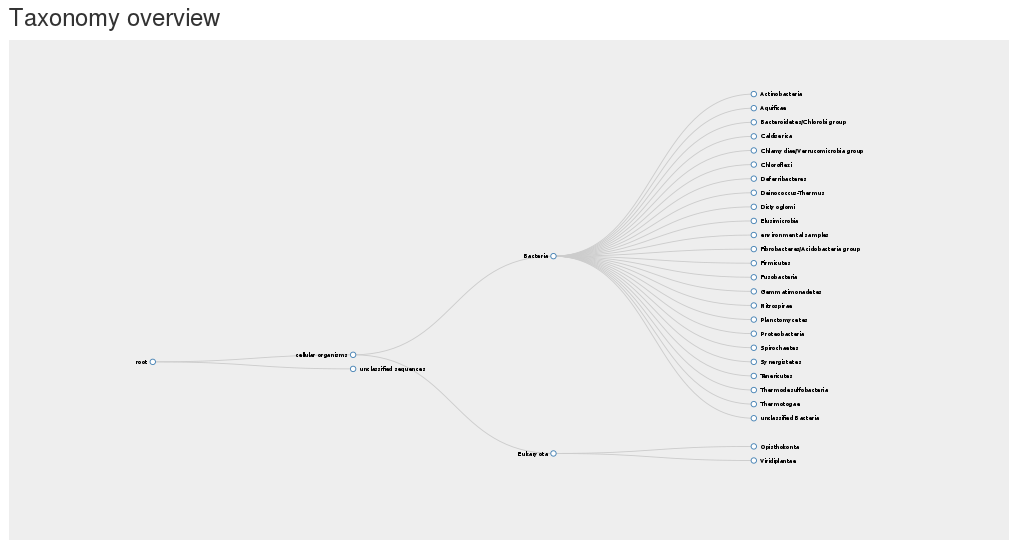 Taxonomy overview
Actinobacteria
Aquificae
Bacteroidetes/Chlorobi group
Caldiserica
Chlamydiae/Verrucomicrobia group
Chloroflexi
Deferribacteres
Deinococcus-Thermus
Dictyoglomi
Elusimicrobia
environmental samples
Bacteria
Fibrobacteres/Acidobacteria group
Firmicutes
Fusobacteria
Gemmatimonadetes
Nitrospirae
Planctomycetes
Proteobacteria
Spirochaetes
cellular organisms
root
Synergistetes
unclassified sequences
Tenericutes
Thermodesulfobacteria
Thermotogae
unclassified Bacteria
Opisthokonta
Eukaryota
Viridiplantae